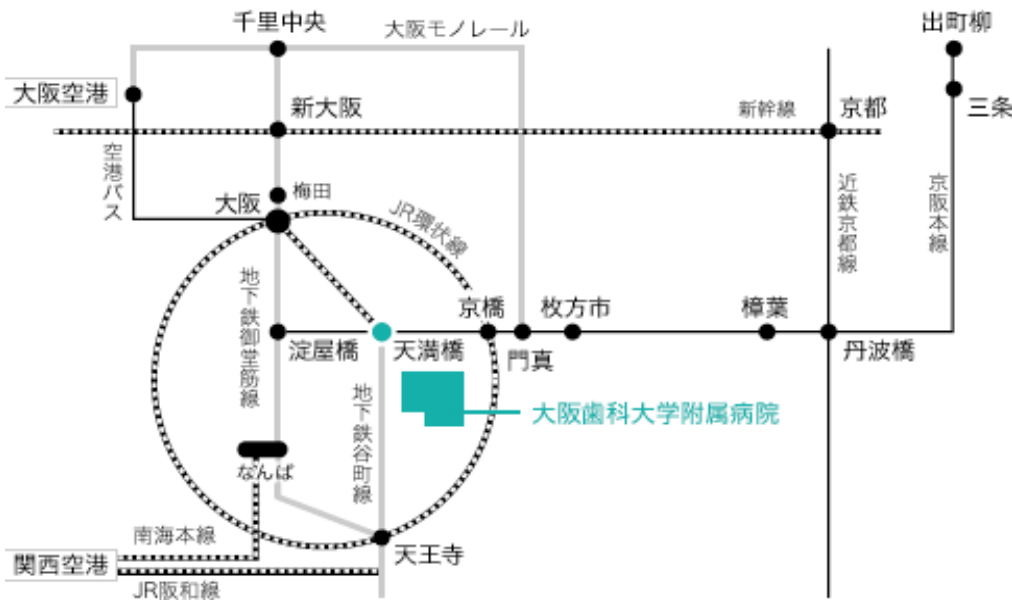 千里中央
大阪モノレール
出町柳
大阪空港
三条
新大阪
新幹線
京都
空港バス
梅田
大阪
JR環状線
近鉄京都線
京阪本線
地下鉄御堂筋線
京橋
枚方市
樟葉
淀屋橋
天満橋
門真
丹波橋
地下鉄谷町線
大阪歯科大学附属病院
なんば
南海本線
天王寺
関西空港
JR阪和線